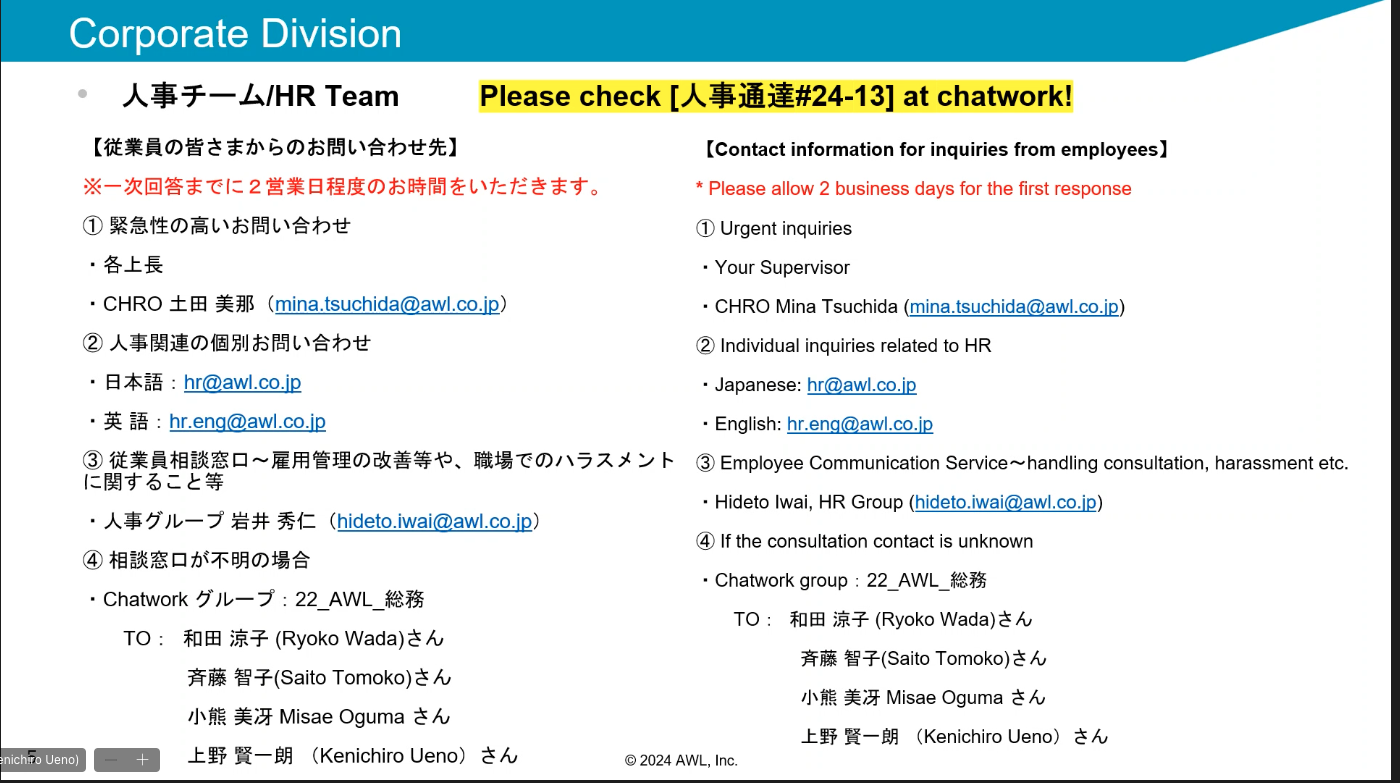 Corporate Division
• 人事チーム/HR Team
Please check [人事通達#24-13] at chatwork!
【従業員の皆さまからのお問い合わせ先】
※一次回答までに２営業日程度のお時間をいただきます。
① 緊急性の高いお問い合わせ
・各上長
・CHRO 土田 美那（mina.tsuchida@awl.co.jp）
② 人事関連の個別お問い合わせ
・日本語：hr@awl.co.jp
・英 語：hr.eng@awl.co.jp
③ 従業員相談窓口～雇用管理の改善等や、職場でのハラスメント
に関すること等
・人事グループ 岩井 秀仁（hideto.iwai@awl.co.jp）
④ 相談窓口が不明の場合
・Chatwork グループ：22_AWL_総務
TO： 和田 涼子 (Ryoko Wada)さん
斉藤 智子(Saito Tomoko)さん
小熊 美冴 Misae Oguma さん
上野 賢一朗 （Kenichiro Ueno）さん
【Contact information for inquiries from employees】
* Please allow 2 business days for the first response
① Urgent inquiries
・Your Supervisor
・CHRO Mina Tsuchida (mina.tsuchida@awl.co.jp)
② Individual inquiries related to HR
・Japanese: hr@awl.co.jp
・English: hr.eng@awl.co.jp
③ Employee Communication Service～handling consultation, harassment etc.
・Hideto Iwai, HR Group (hideto.iwai@awl.co.jp)
④ If the consultation contact is unknown
・Chatwork group：22_AWL_総務
TO： 和田 涼子 (Ryoko Wada)さん
斉藤 智子(Saito Tomoko)さん
小熊 美冴 Misae Oguma さん
上野 賢一朗 （Kenichiro Ueno）さん
enichiro Ueno)
5
© 2024 AWL, Inc.